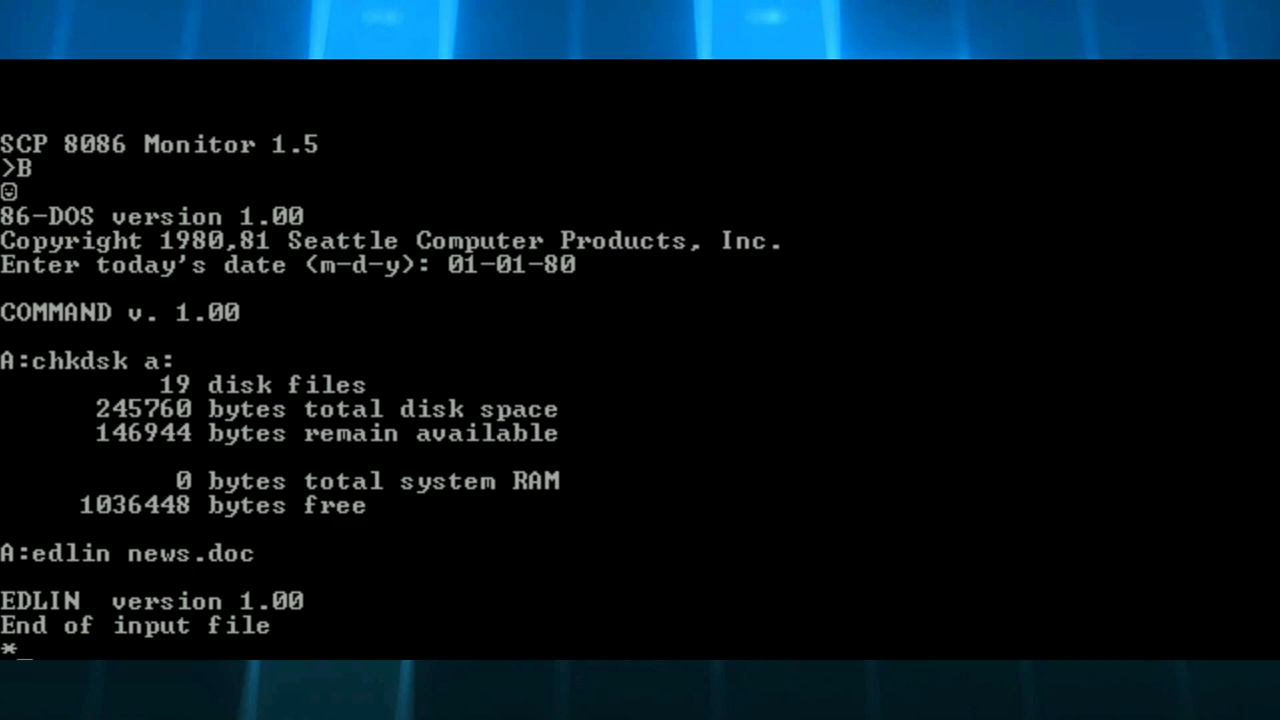 SCP 8086 Monitor 1.5
>B
☺
86-DOS version 1.00
Copyright 1980,81 Seattle Computer Products, Inc.
Enter today's date (m-d-y): 01-01-80
COMMAND v. 1.00
A:chkdsk a:
19 disk files
245760 bytes total disk space
146944 bytes remain available
0 bytes total system RAM
1036448 bytes free
A:edlin news.doc
EDLIN  version 1.00
End of input file
*_